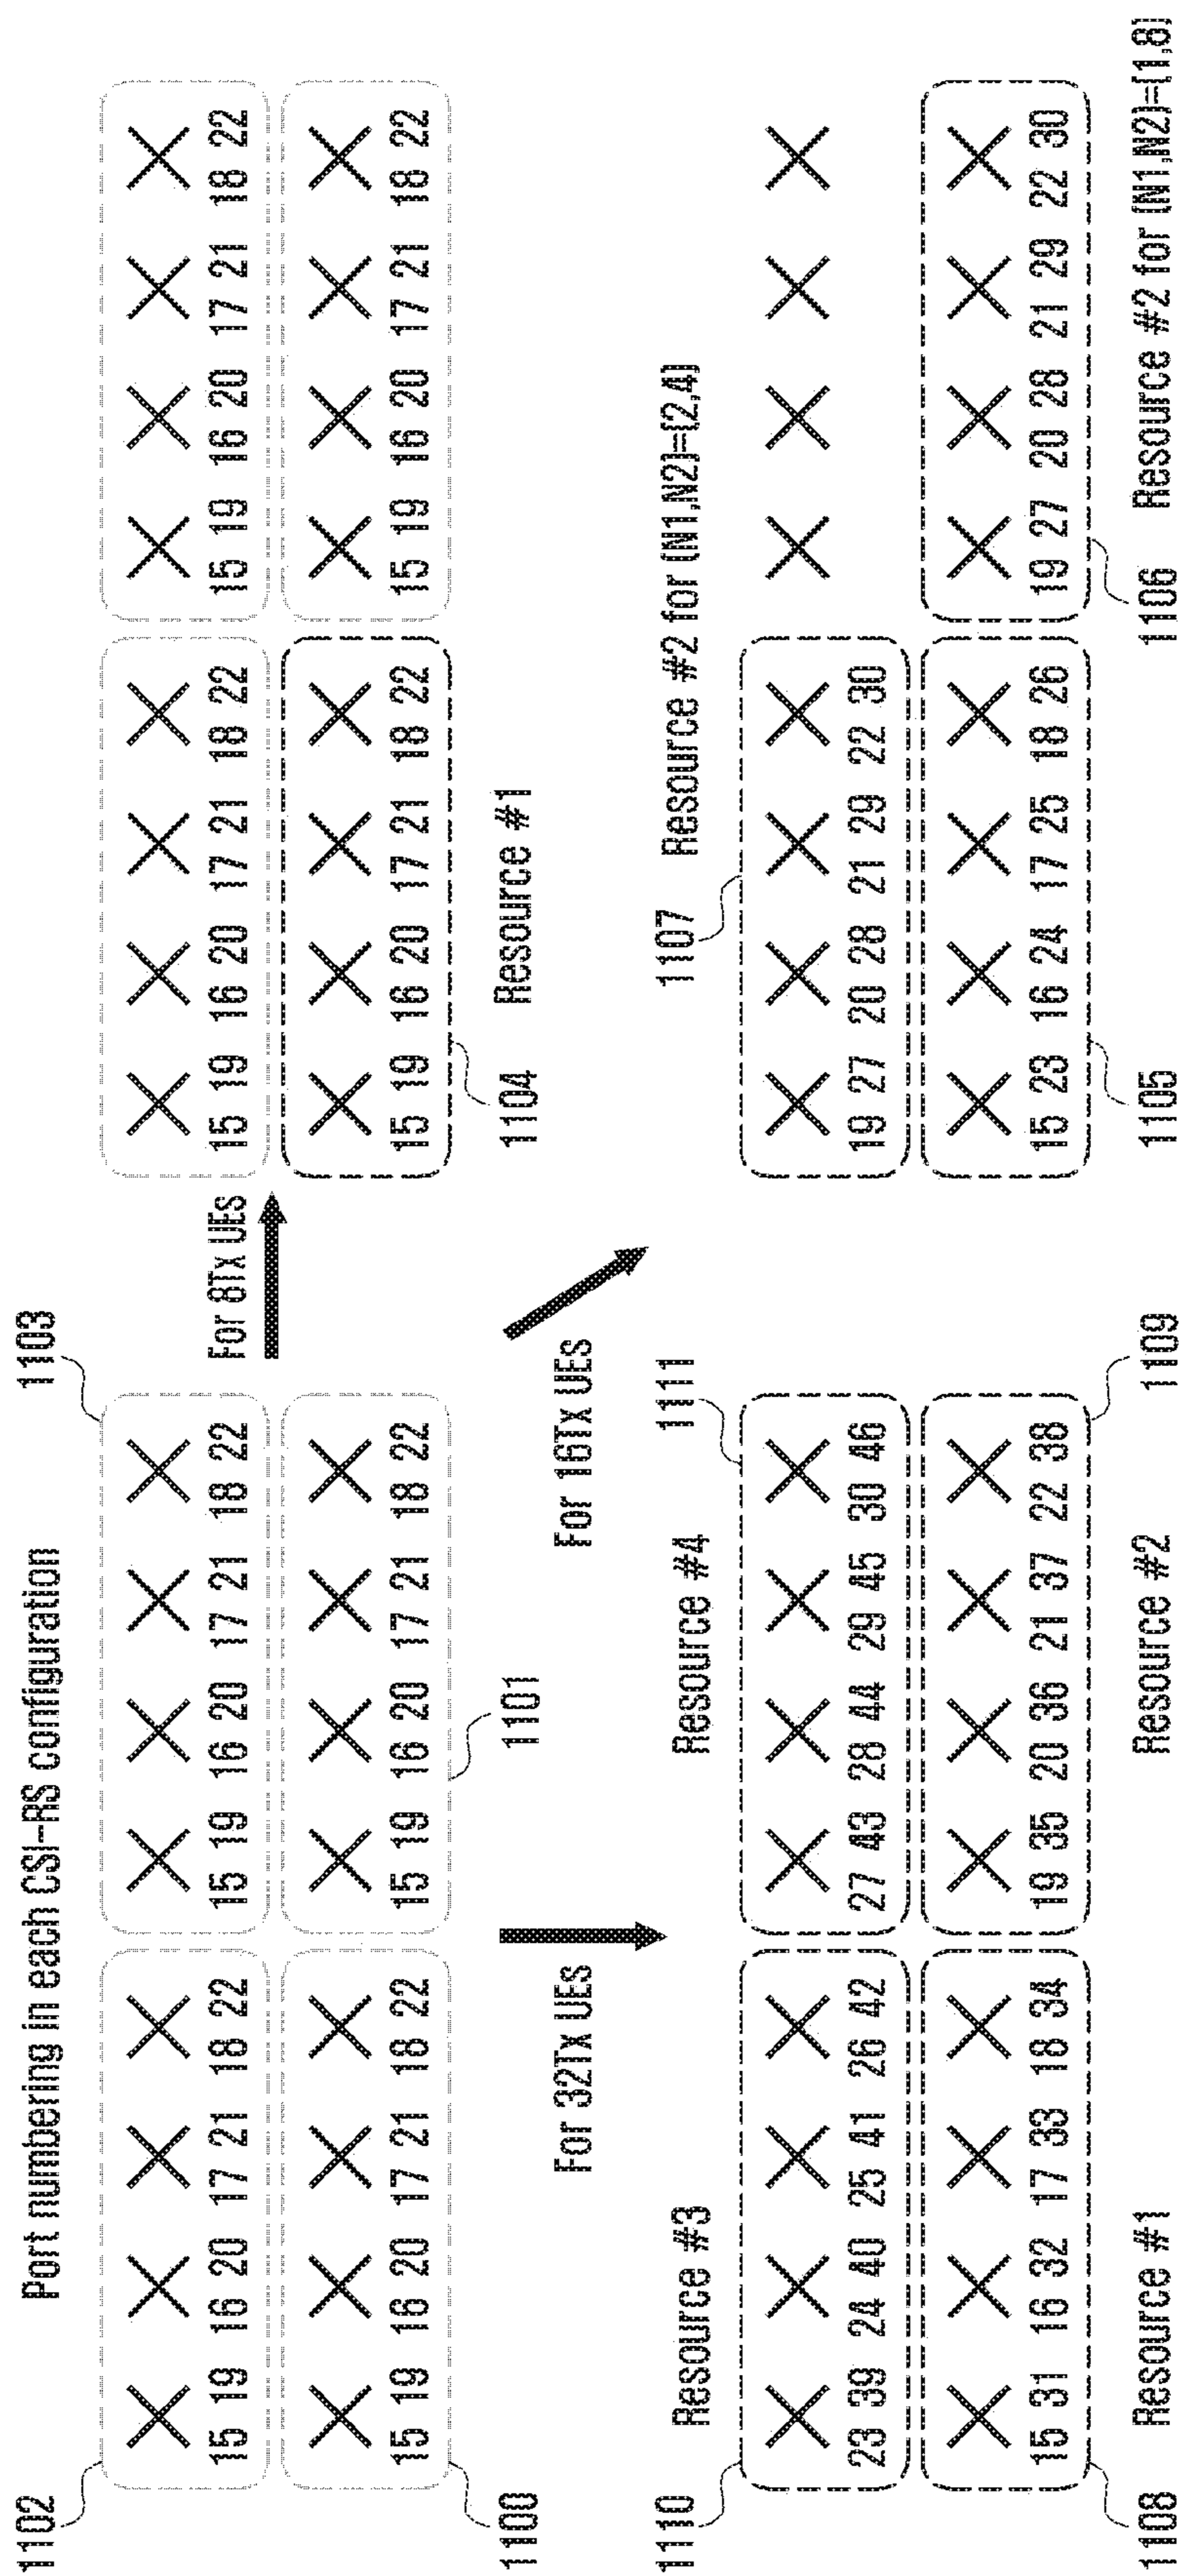 Port numbering in each CSI-RS configuration
1102
1103
15 19 16 20 17 21 18 22
15 19 16 20 17 21 18 22
15 19 16 20 17 21 18 22
15 19 16 20 17 21 18 22
1100
1101
For 8Tx UEs
15 19 16 20 17 21 18 22
15 19 16 20 17 21 18 22
15 19 16 20 17 21 18 22
15 19 16 20 17 21 18 22
1104
Resource #1
For 32Tx UEs
For 16Tx UEs
1110
Resource #3
Resource #4
1111
23 39 24 40 25 41 26 42
27 43 28 44 29 45 30 46
15 31 16 32 17 33 18 34
19 35 20 36 21 37 22 38
1108
Resource #1
Resource #2
1109
1107
Resource #2 for (N1,N2)=(2,4)
19 27 20 28 21 29 22 30
15 23 16 24 17 25 18 26
19 27 20 28 21 29 22 30
1105
1106
Resource #2 for (N1,N2)=(1,8)